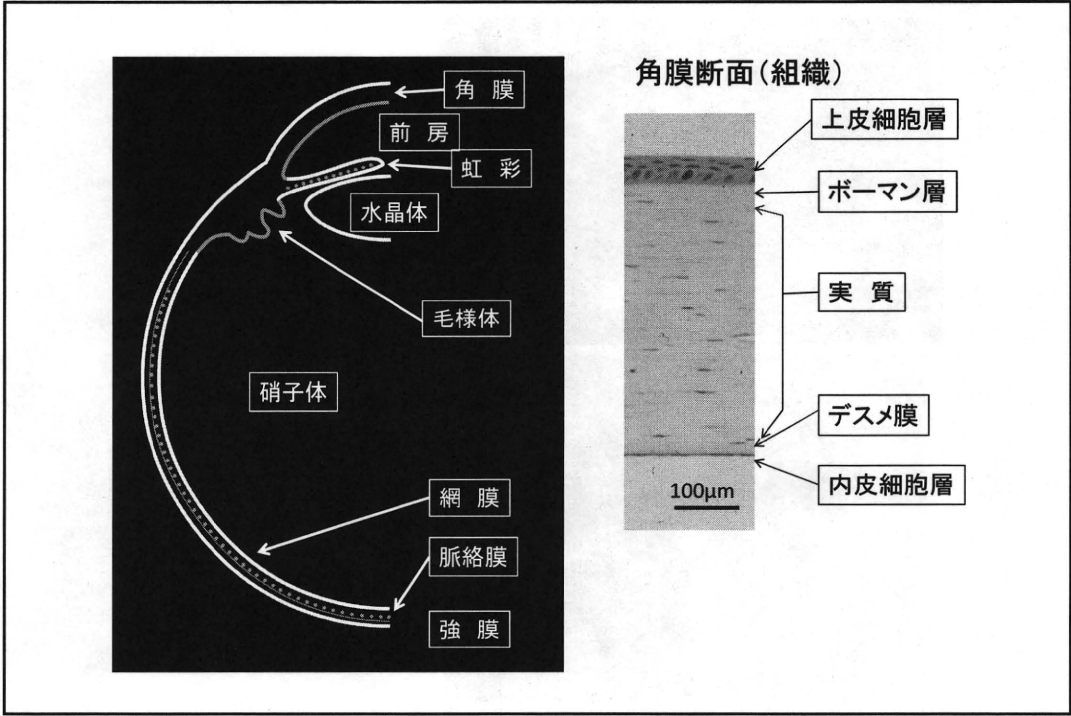 角 膜
前 房
虹 彩
水晶体
毛様体
硝子体
網 膜
脈絡膜
強 膜
角膜断面(組織)
上皮細胞層
ボーマン層
実 質
デスメ膜
内皮細胞層
100μm